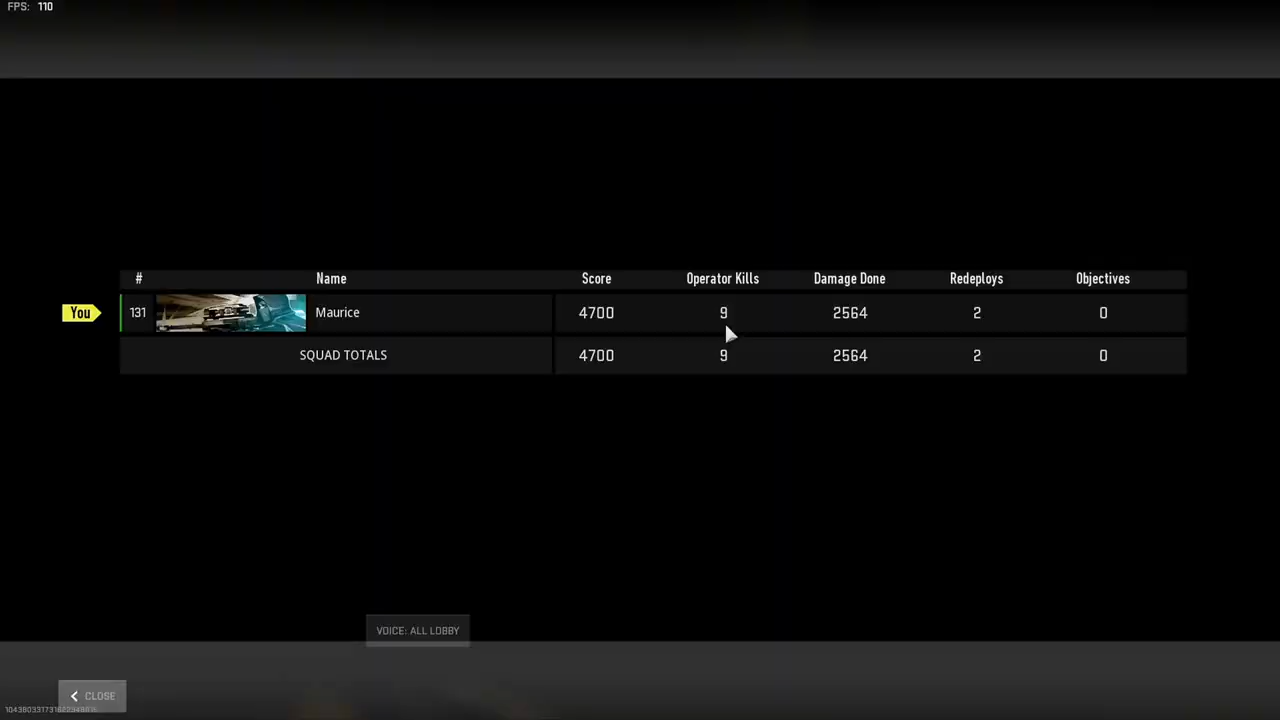 FPS: 110
# Name Score Operator Kills Damage Done Redeploys Objectives
You 131 Maurice 4700 9 2564 2 0
SQUAD TOTALS 4700 9 2564 2 0
VOICE: ALL LOBBY
CLOSE